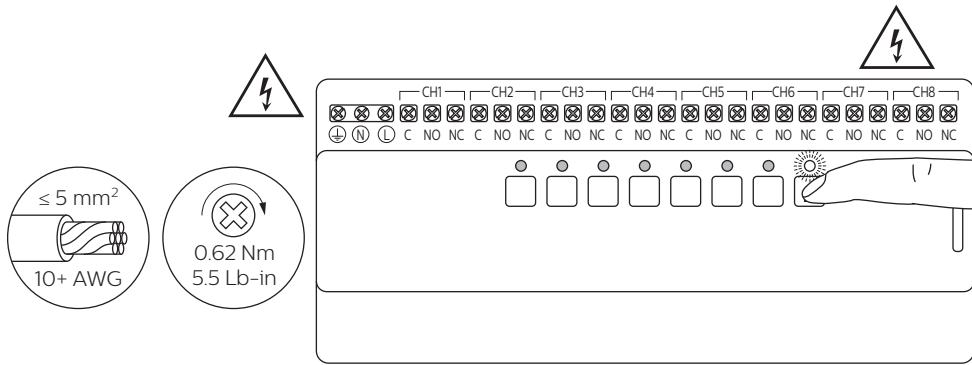 CH1 CH2 CH3 CH4 CH5 CH6 CH7 CH8
N L C NO NC C NO NC C NO NC C NO NC C NO NC C NO NC C NO NC C NO NC
≤ 5 mm²
10+ AWG
0.62 Nm
5.5 Lb-in